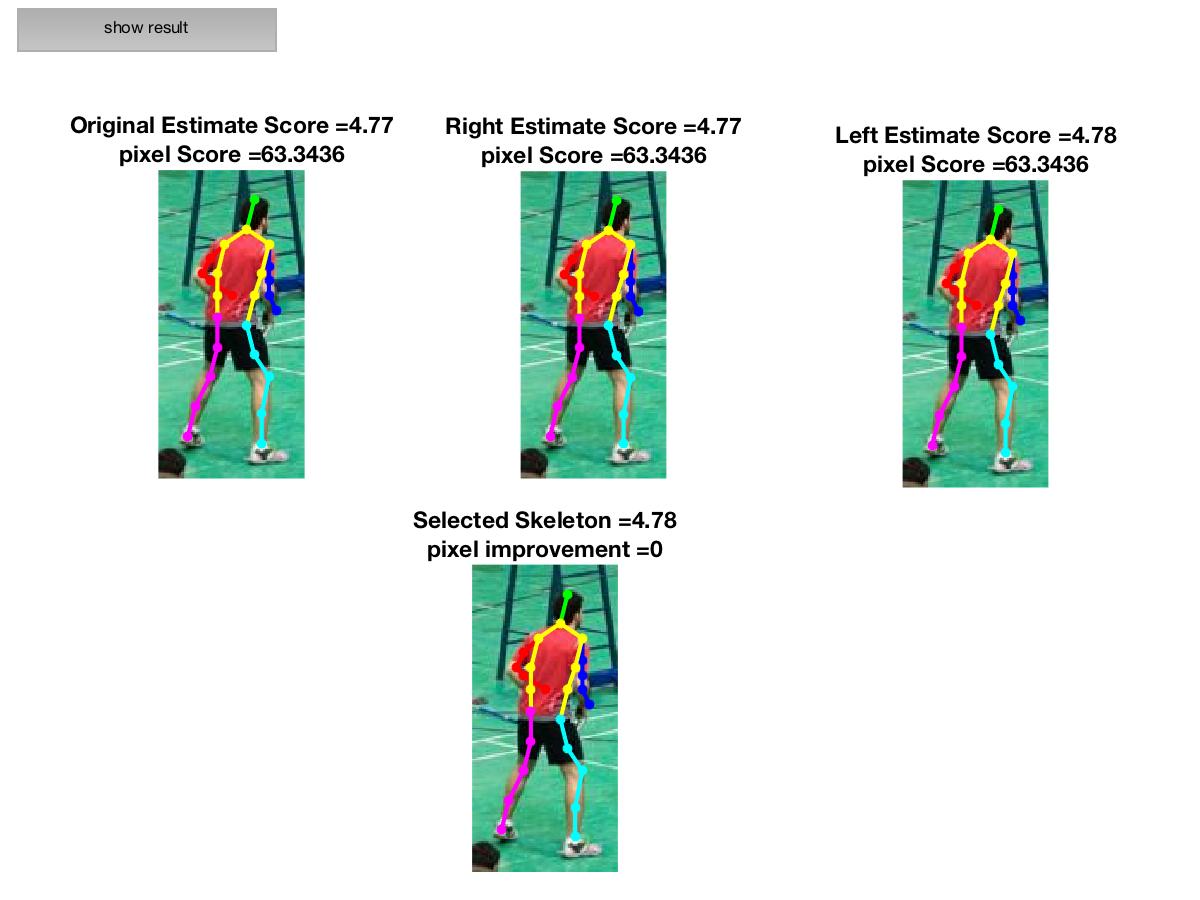 show result
Original Estimate Score =4.77
pixel Score =63.3436
Right Estimate Score =4.77
pixel Score =63.3436
Left Estimate Score =4.78
pixel Score =63.3436
Selected Skeleton =4.78
pixel improvement =0